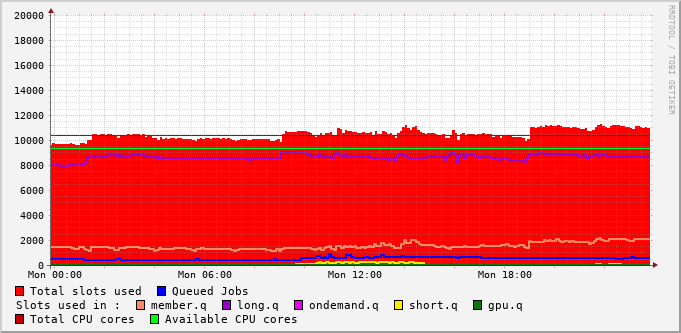 20000
18000
16000
14000
12000
10000
8000
6000
4000
2000
0
Mon 00:00 Mon 06:00 Mon 12:00 Mon 18:00
Total slots used Queued Jobs
Slots used in : member.q long.q ondemand.q short.q gpu.q
Total CPU cores Available CPU cores
RRDTOOL / TOBI OETIKER